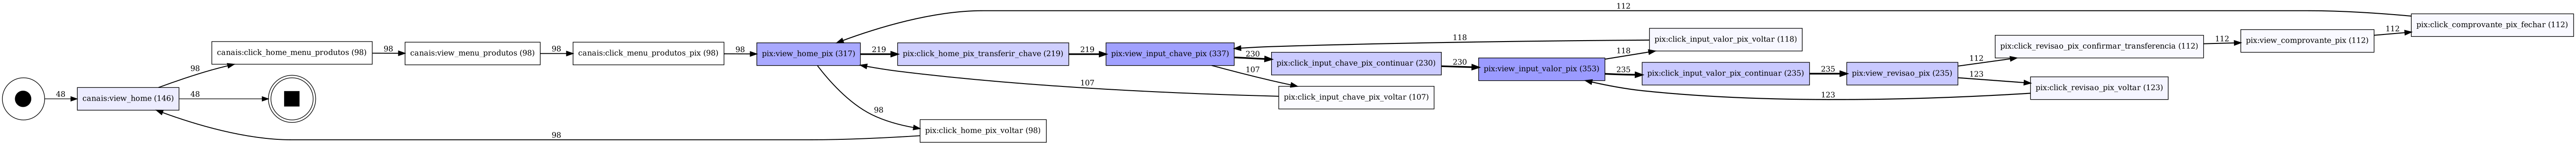 112
pix:click_comprovante_pix_fechar (112)
canais:click_home_menu_produtos (98)
98
canais:view_menu_produtos (98)
98
canais:click_menu_produtos_pix (98)
98
pix:view_home_pix (317)
219
pix:click_home_pix_transferir_chave (219)
219
pix:view_input_chave_pix (337)
118
230
pix:click_input_chave_pix_continuar (230)
230
pix:view_input_valor_pix (353)
118
pix:click_input_valor_pix_voltar (118)
235
pix:click_input_valor_pix_continuar (235)
235
pix:view_revisao_pix (235)
112
pix:click_revisao_pix_confirmar_transferencia (112)
112
pix:view_comprovante_pix (112)
112
123
pix:click_revisao_pix_voltar (123)
123
107
pix:click_input_chave_pix_voltar (107)
107
98
48
canais:view_home (146)
48
98
pix:click_home_pix_voltar (98)
98